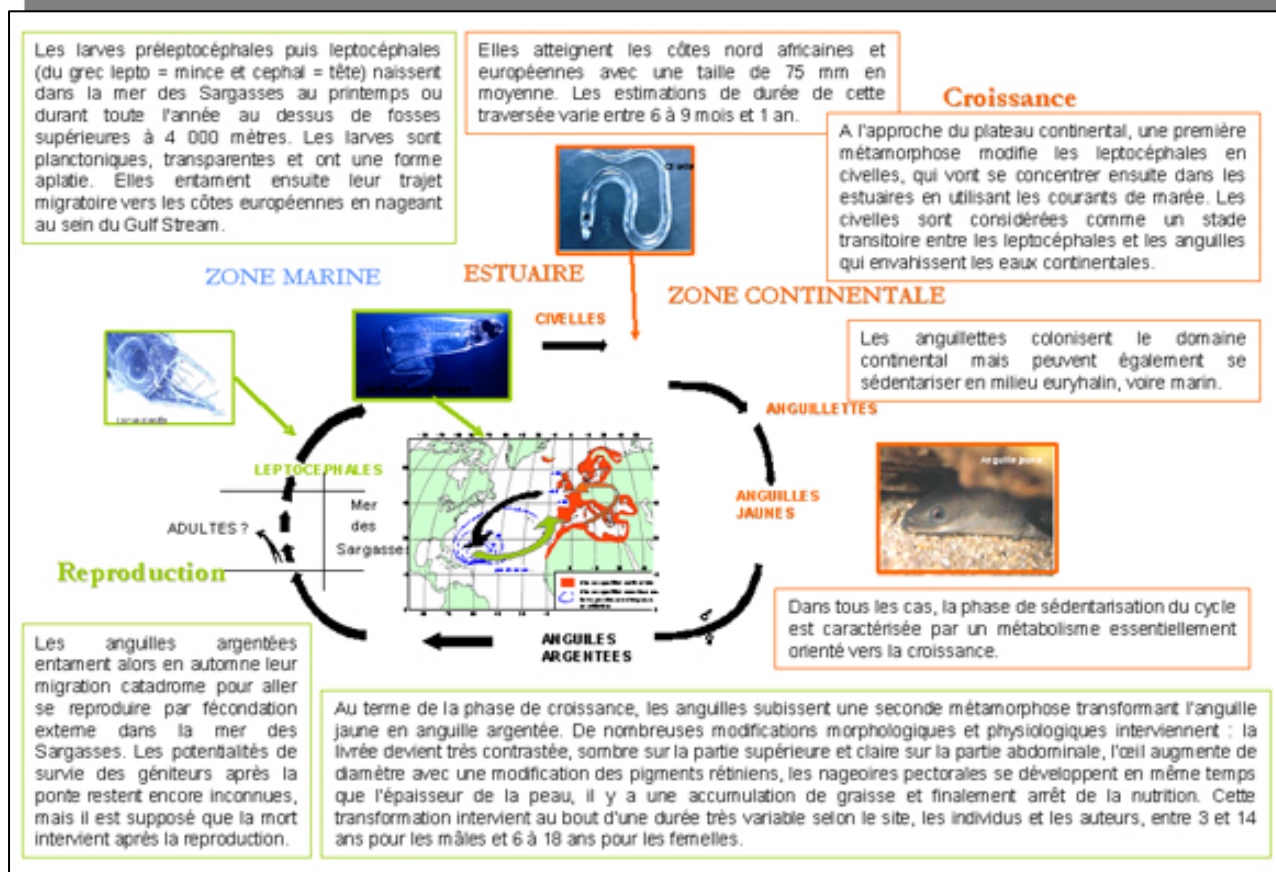 Les larves préleptocéphales puis leptocéphales
(du grec lepto = mince et cephal = tête) naissent
dans la mer des Sargasses au printemps ou
durant toute l'année au dessus de fosses
supérieures à 4 000 mètres. Les larves sont
planctoniques, transparentes et ont une forme
aplatie. Elles entament ensuite leur trajet
migratoire vers les côtes européennes en nageant
au sein du Gulf Stream.
Elles atteignent les côtes nord africaines et
européennes avec une taille de 75 mm en
moyenne. Les estimations de durée de cette
traversée varie entre 6 à 9 mois et 1 an.
Croissance
A l'approche du plateau continental, une première
métamorphose modifie les leptocéphales en
civelles, qui vont se concentrer ensuite dans les
estuaires en utilisant les courants de marée. Les
civelles sont considérées comme un stade
transitoire entre les leptocéphales et les anguilles
qui envahissent les eaux continentales.
ZONE MARINE
ESTUAIRE
ZONE CONTINENTALE
CIVELLES
Les anguillettes colonisent le domaine
continental mais peuvent également se
sédentariser en milieu euryhalin, voire marin.
ANGUILLETTES
LEPTOCEPHALES
Anguille jaune
ANGUILLES
JAUNES
Mer
des
Sargasses
ADULTES ?
Reproduction
♂
♀
ANGUILES
ARGENTEES
Dans tous les cas, la phase de sédentarisation du cycle
est caractérisée par un métabolisme essentiellement
orienté vers la croissance.
Les anguilles argentées
entament alors en automne leur
migration catadrome pour aller
se reproduire par fécondation
externe dans la mer des
Sargasses. Les potentialités de
survie des géniteurs après la
ponte restent encore inconnues,
mais il est supposé que la mort
intervient après la reproduction.
Au terme de la phase de croissance, les anguilles subissent une seconde métamorphose transformant l'anguille
jaune en anguille argentée. De nombreuses modifications morphologiques et physiologiques interviennent : la
livrée devient très contrastée, sombre sur la partie supérieure et claire sur la partie abdominale, l'œil augmente de
diamètre avec une modification des pigments rétiniens, les nageoires pectorales se développent en même temps
que l'épaisseur de la peau, il y a une accumulation de graisse et finalement arrêt de la nutrition. Cette
transformation intervient au bout d'une durée très variable selon le site, les individus et les auteurs, entre 3 et 14
ans pour les mâles et 6 à 18 ans pour les femelles.